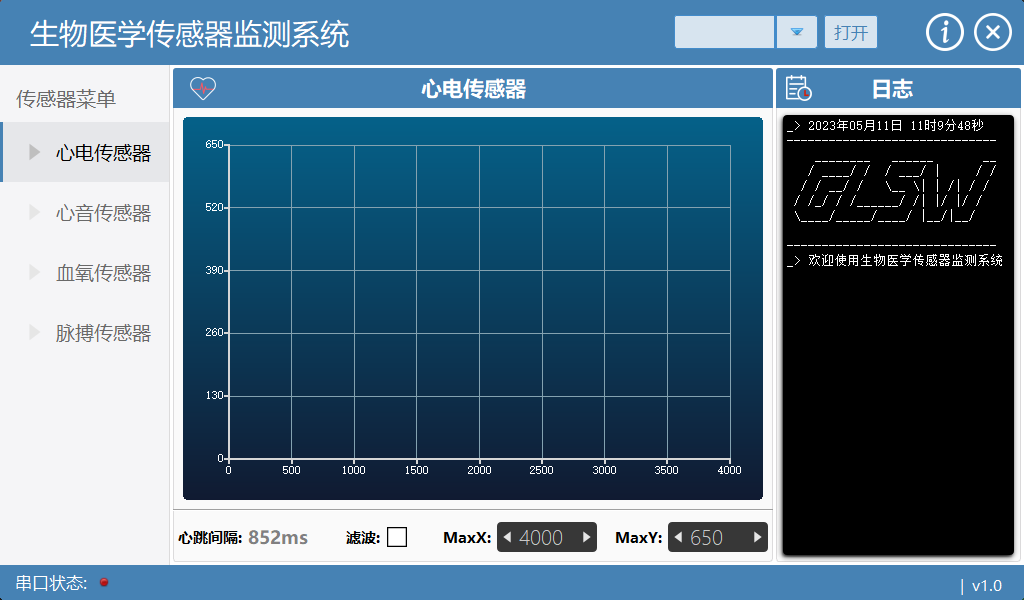 生物医学传感器监测系统
打开
传感器菜单
心电传感器
心音传感器
血氧传感器
脉搏传感器
心电传感器
650
520
390
260
130
0
0 500 1000 1500 2000 2500 3000 3500 4000
心跳间隔: 852ms 滤波: MaxX: 4000 MaxY: 650
日志
_> 2023年05月11日 11时9分48秒
_> 欢迎使用生物医学传感器监测系统
串口状态:
| v1.0